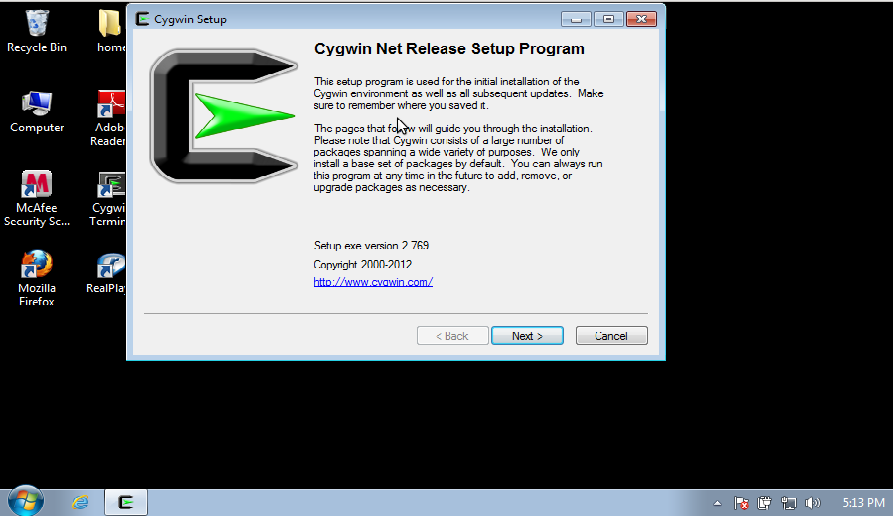 Cygwin Setup
Recycle Bin
home
Computer
Adob
Reader
McAfee
Security Sc...
Cygwi
Termin
Mozilla
Firefox
RealPlay
Cygwin Net Release Setup Program
This setup program is used for the initial installation of the
Cygwin environment as well as all subsequent updates. Make
sure to remember where you saved it.
The pages that follow will guide you through the installation.
Please note that Cygwin consists of a large number of
packages spanning a wide variety of purposes. We only
install a base set of packages by default. You can always run
this program at any time in the future to add, remove, or
upgrade packages as necessary.
Setup.exe version 2.769
Copyright 2000-2012
http://www.cygwin.com/
< Back
Next >
Cancel
5:13 PM